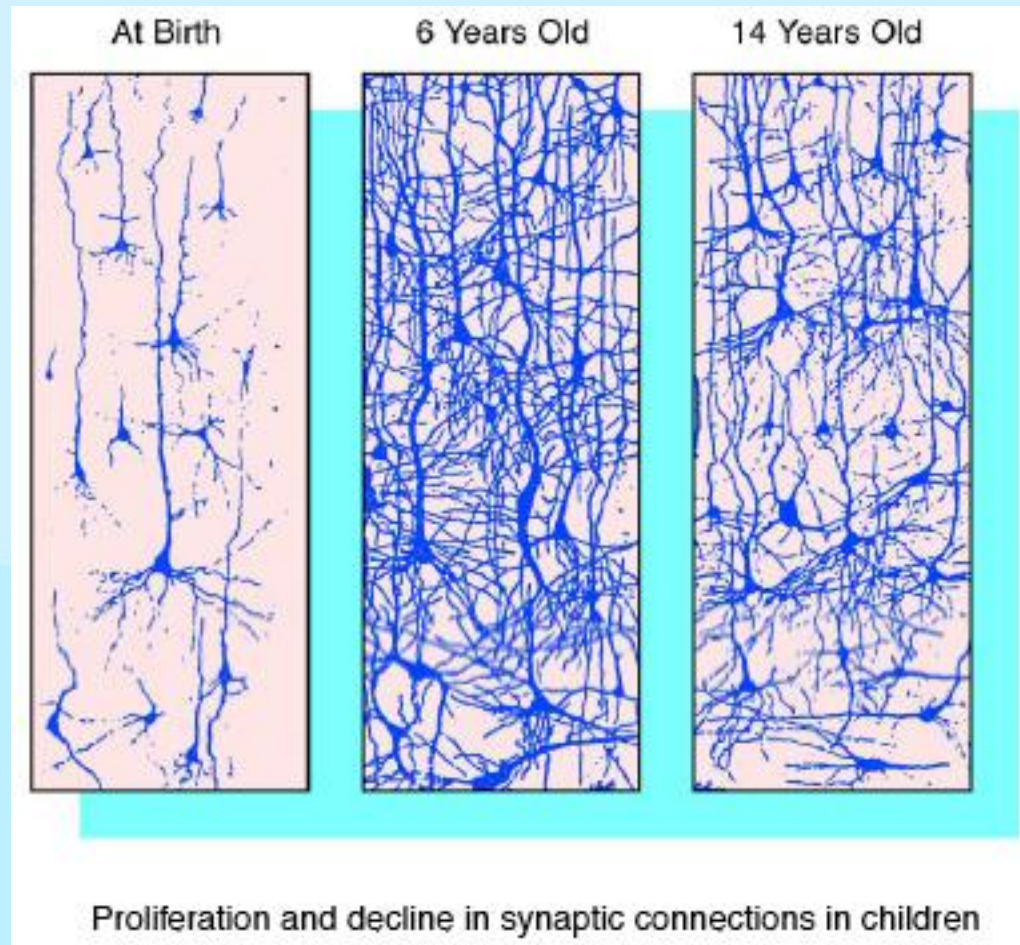 At Birth
6 Years Old
14 Years Old
Proliferation and decline in synaptic connections in children